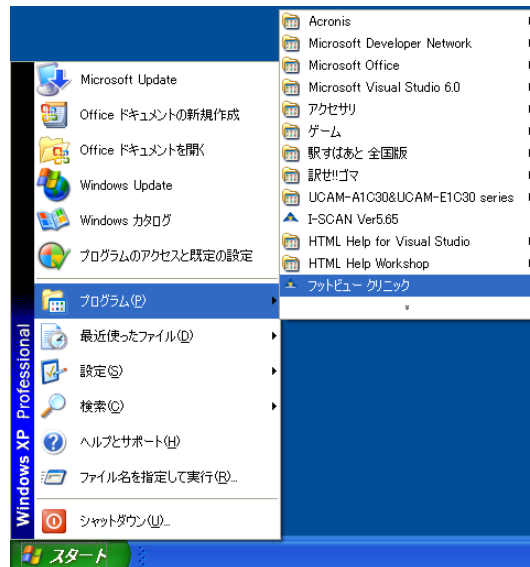 Microsoft Update
Office ドキュメントの新規作成
Office ドキュメントを開く
Windows Update
Windows カタログ
プログラムのアクセスと既定の設定
プログラム(P)
最近使ったファイル(D)
設定(S)
検索(C)
ヘルプとサポート(H)
ファイル名を指定して実行(R)...
シャットダウン(U)...
Windows XP Professional
スタート
Acronis
Microsoft Developer Network
Microsoft Office
Microsoft Visual Studio 6.0
アクセサリ
ゲーム
駅すぱあと 全国版
訳せ!!ゴマ
UCAM-A1C30&UCAM-E1C30 series
I-SCAN Ver5.65
HTML Help for Visual Studio
HTML Help Workshop
フットビュー クリニック